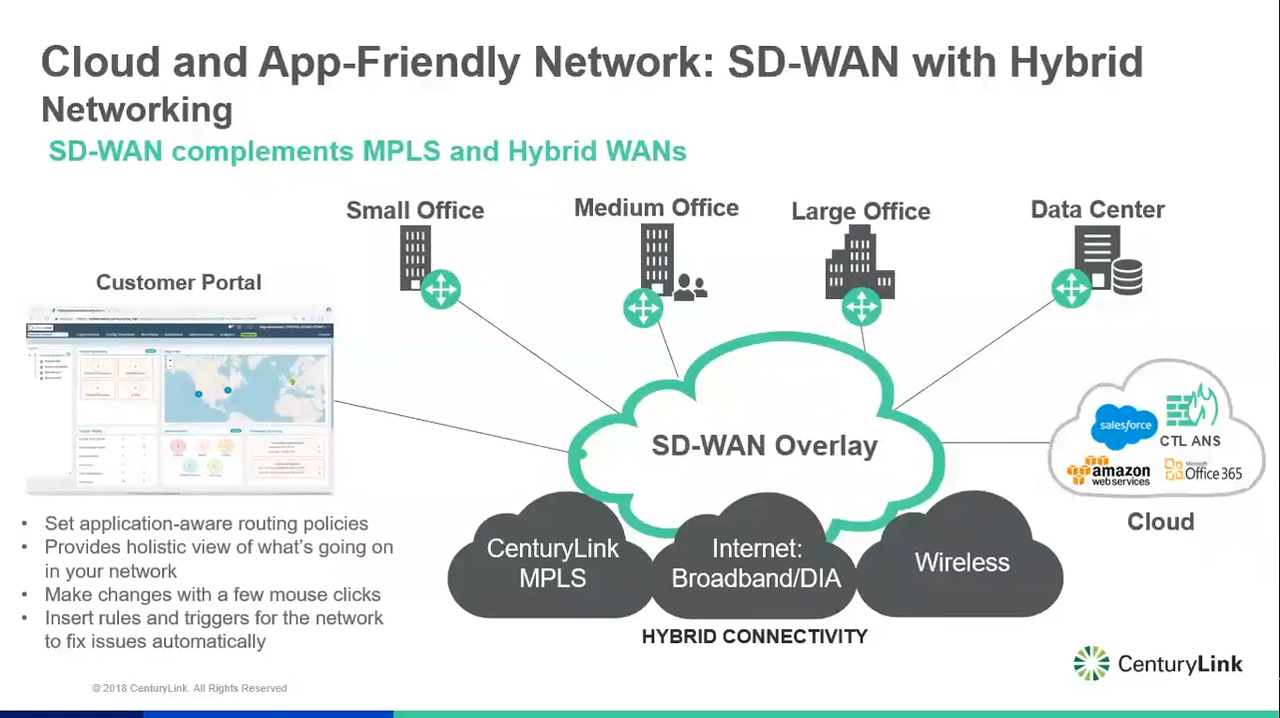 Cloud and App-Friendly Network: SD-WAN with Hybrid
Networking
SD-WAN complements MPLS and Hybrid WANs
Small Office
Medium Office
Large Office
Data Center
Customer Portal
SD-WAN Overlay
salesforce
CTL ANS
amazon
web services
Microsoft
Office 365
Cloud
• Set application-aware routing policies
• Provides holistic view of what's going on
in your network
• Make changes with a few mouse clicks
• Insert rules and triggers for the network
to fix issues automatically
CenturyLink
MPLS
Internet:
Broadband/DIA
Wireless
HYBRID CONNECTIVITY
CenturyLink
© 2018 CenturyLink. All Rights Reserved.